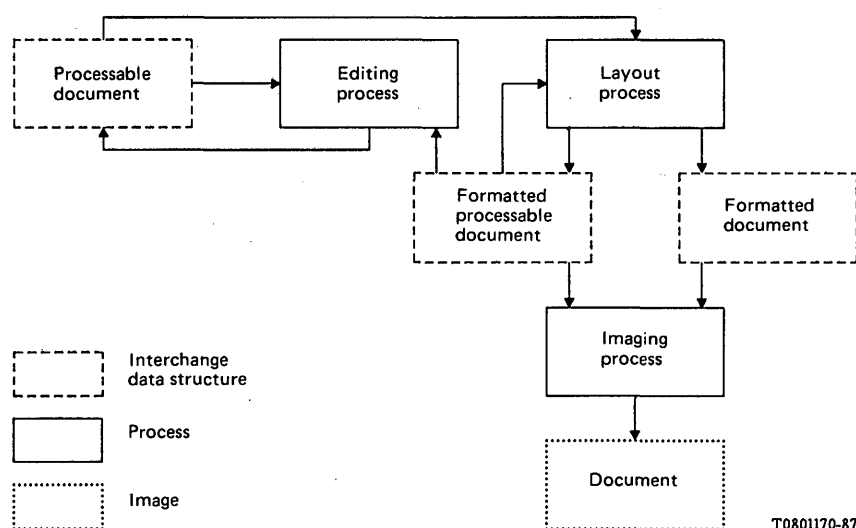 Processable
document
Editing
process
Layout
process
Formatted
processable
document
Formatted
document
Imaging
process
Interchange
data structure
Process
Image
Document
T0801170-87